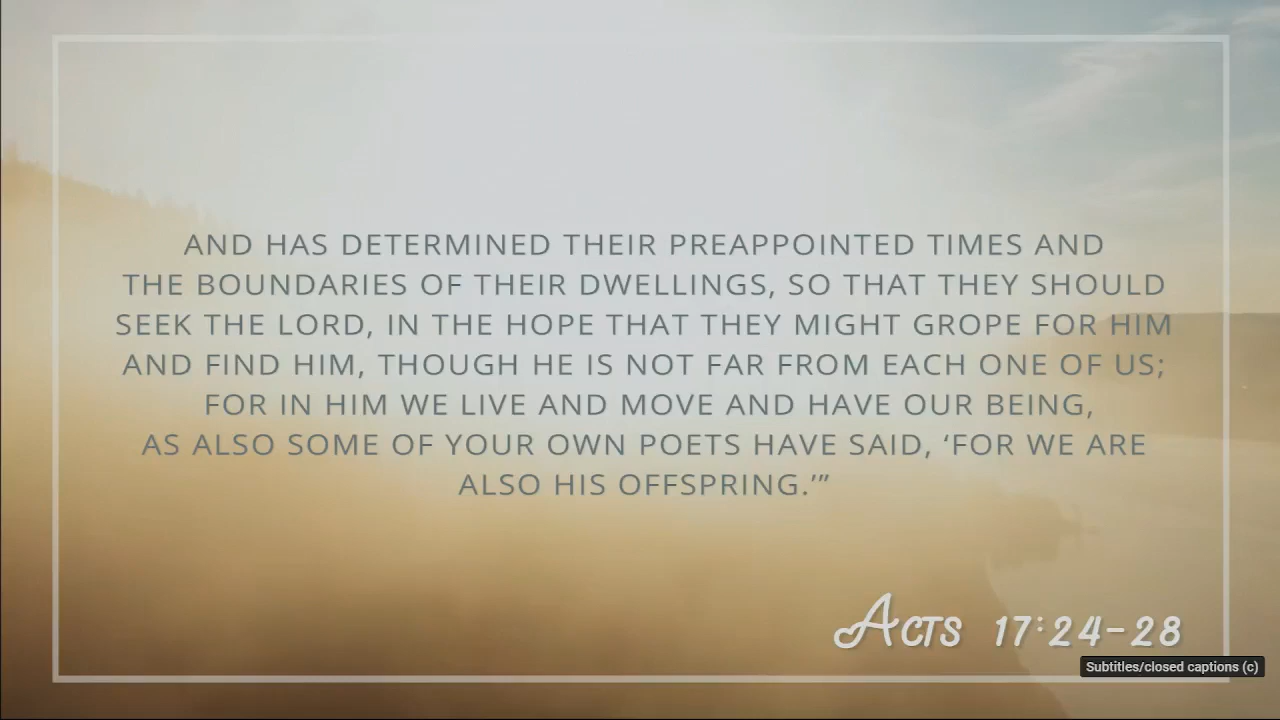 AND HAS DETERMINED THEIR PREAPPOINTED TIMES AND
THE BOUNDARIES OF THEIR DWELLINGS, SO THAT THEY SHOULD
SEEK THE LORD, IN THE HOPE THAT THEY MIGHT GROPE FOR HIM
AND FIND HIM, THOUGH HE IS NOT FAR FROM EACH ONE OF US;
FOR IN HIM WE LIVE AND MOVE AND HAVE OUR BEING,
AS ALSO SOME OF YOUR OWN POETS HAVE SAID, ‘FOR WE ARE
ALSO HIS OFFSPRING.’”
Acts 17:24-28
Subtitles/closed captions (c)